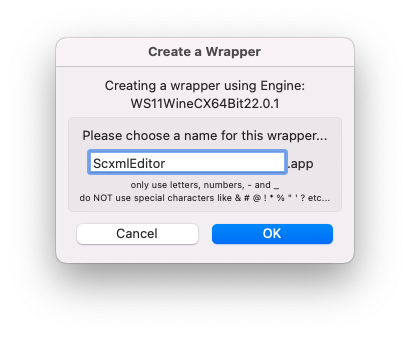 Create a Wrapper
Creating a wrapper using Engine:
WS11WineCX64Bit22.0.1
Please choose a name for this wrapper...
ScxmlEditor .app
only use letters, numbers, - and _
do NOT use special characters like & # @ ! * % " ' ? etc...
Cancel OK